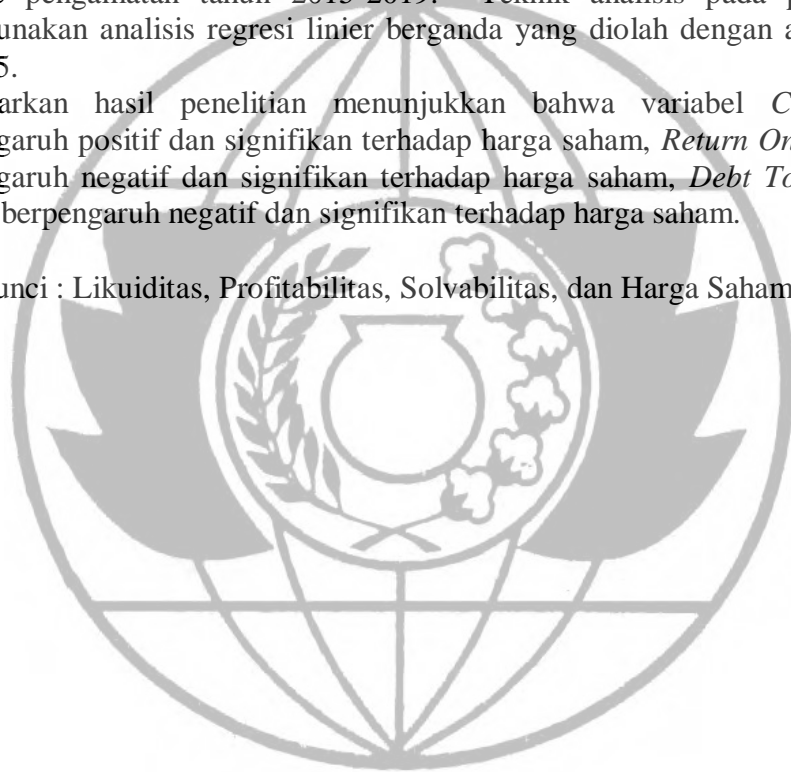 pengamatan tahun 2015-2019. Teknik analisis pada p
unakan analisis regresi linier berganda yang diolah dengan a
5.
arkan hasil penelitian menunjukkan bahwa variabel C
garuh positif dan signifikan terhadap harga saham, Return On
garuh negatif dan signifikan terhadap harga saham, Debt To
berpengaruh negatif dan signifikan terhadap harga saham.
unci : Likuiditas, Profitabilitas, Solvabilitas, dan Harga Saham